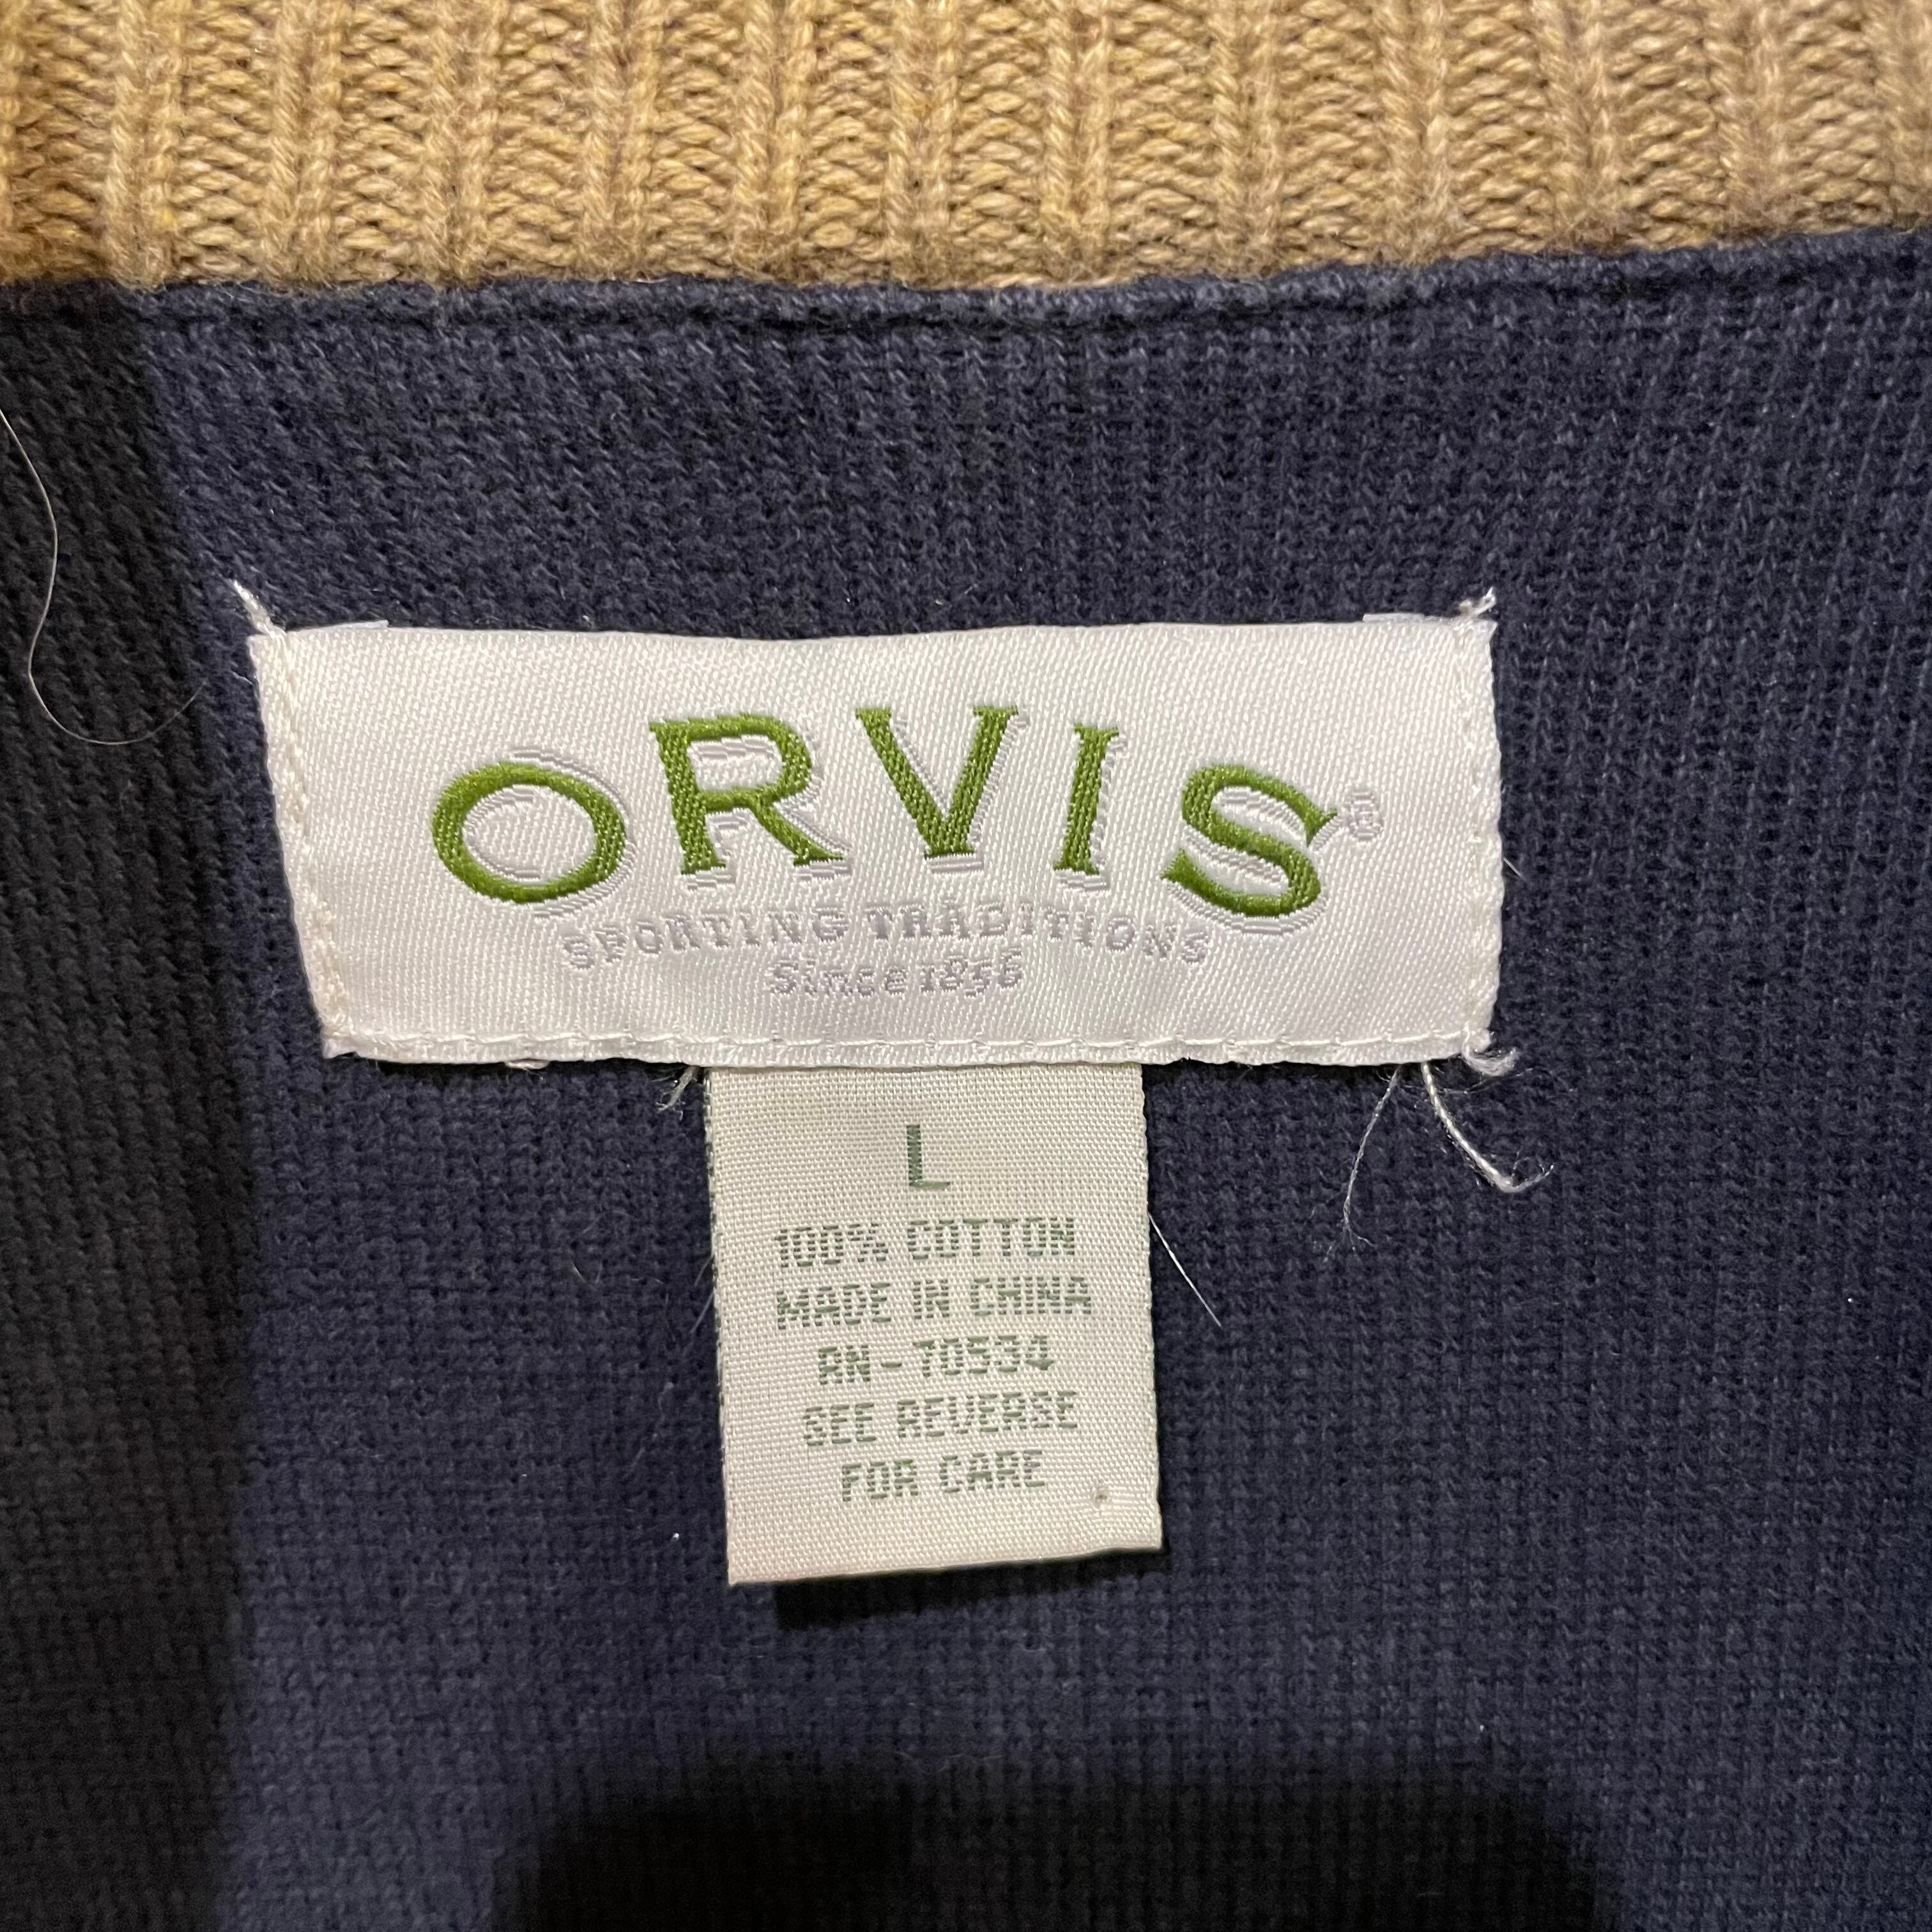 ORVIS®
SPORTING TRADITIONS
Since 1856
L
100% COTTON
MADE IN CHINA
RN-70534
SEE REVERSE
FOR CARE